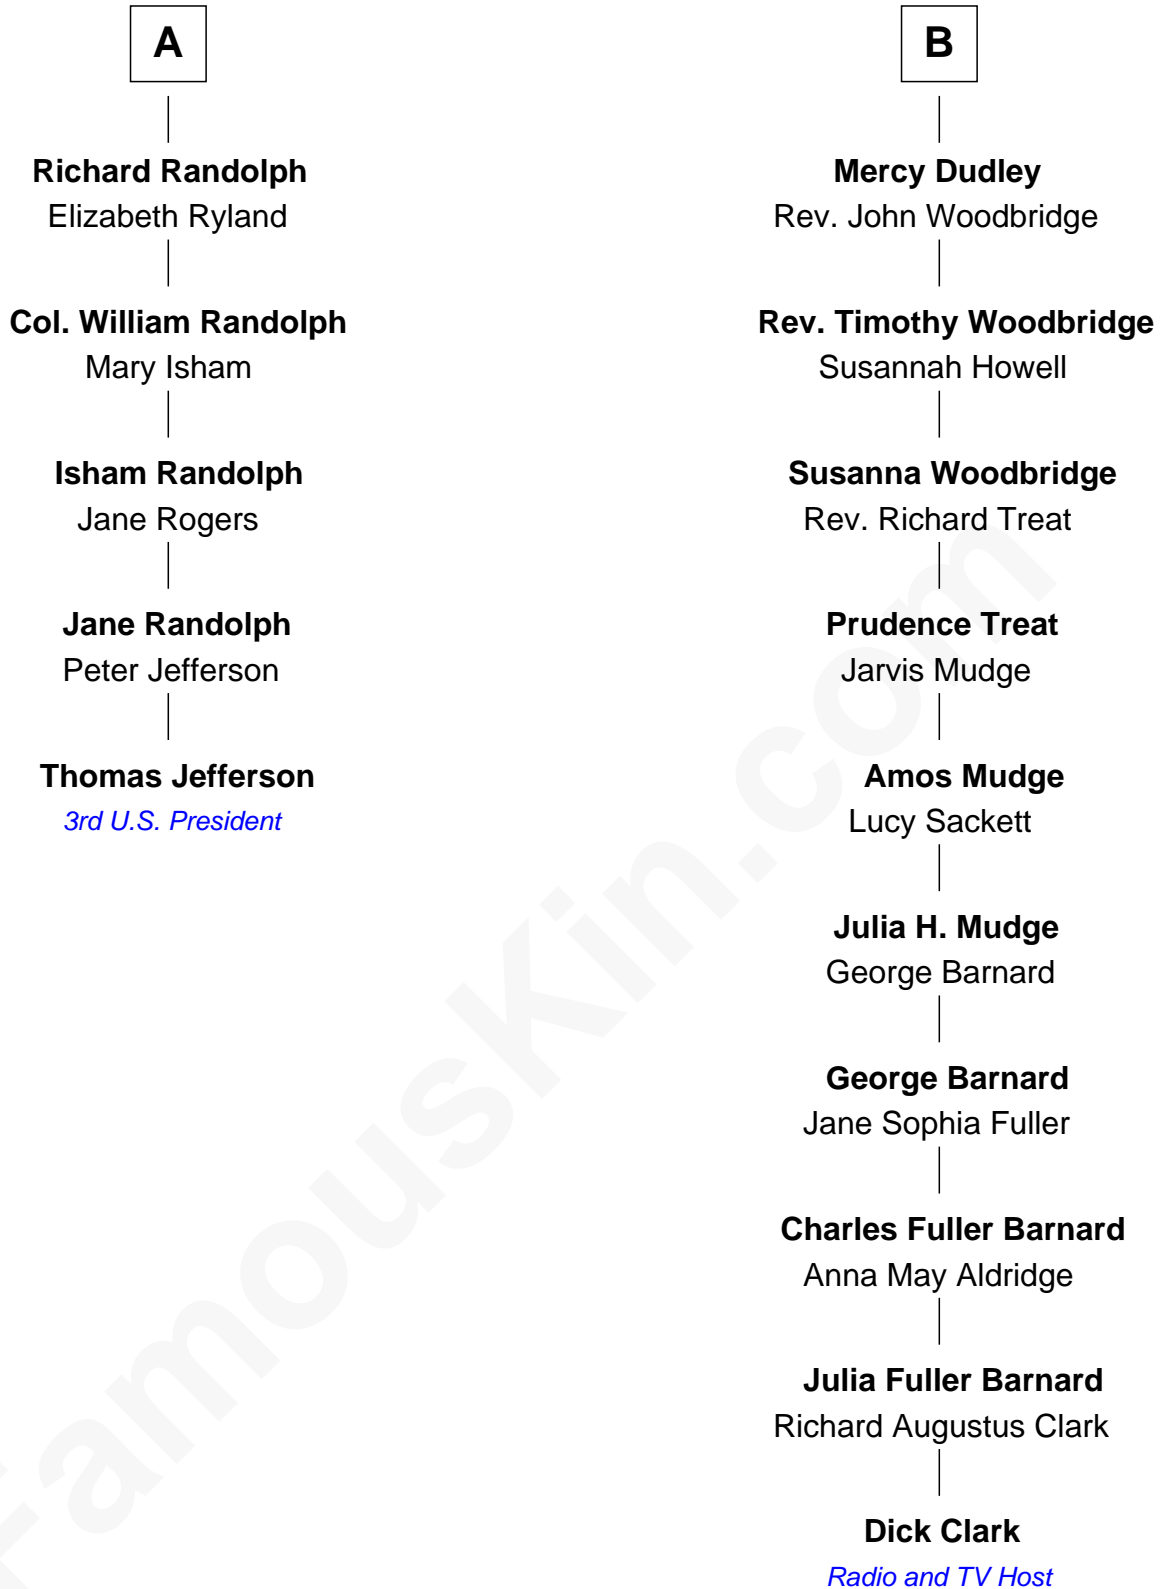 A
Richard Randolph
Elizabeth Ryland
Col. William Randolph
Mary Isham
Isham Randolph
Jane Rogers
Jane Randolph
Peter Jefferson
Thomas Jefferson
3rd U.S. President
B
Mercy Dudley
Rev. John Woodbridge
Rev. Timothy Woodbridge
Susannah Howell
Susanna Woodbridge
Rev. Richard Treat
Prudence Treat
Jarvis Mudge
Amos Mudge
Lucy Sackett
Julia H. Mudge
George Barnard
George Barnard
Jane Sophia Fuller
Charles Fuller Barnard
Anna May Aldridge
Julia Fuller Barnard
Richard Augustus Clark
Dick Clark
Radio and TV Host
FamousKin.com